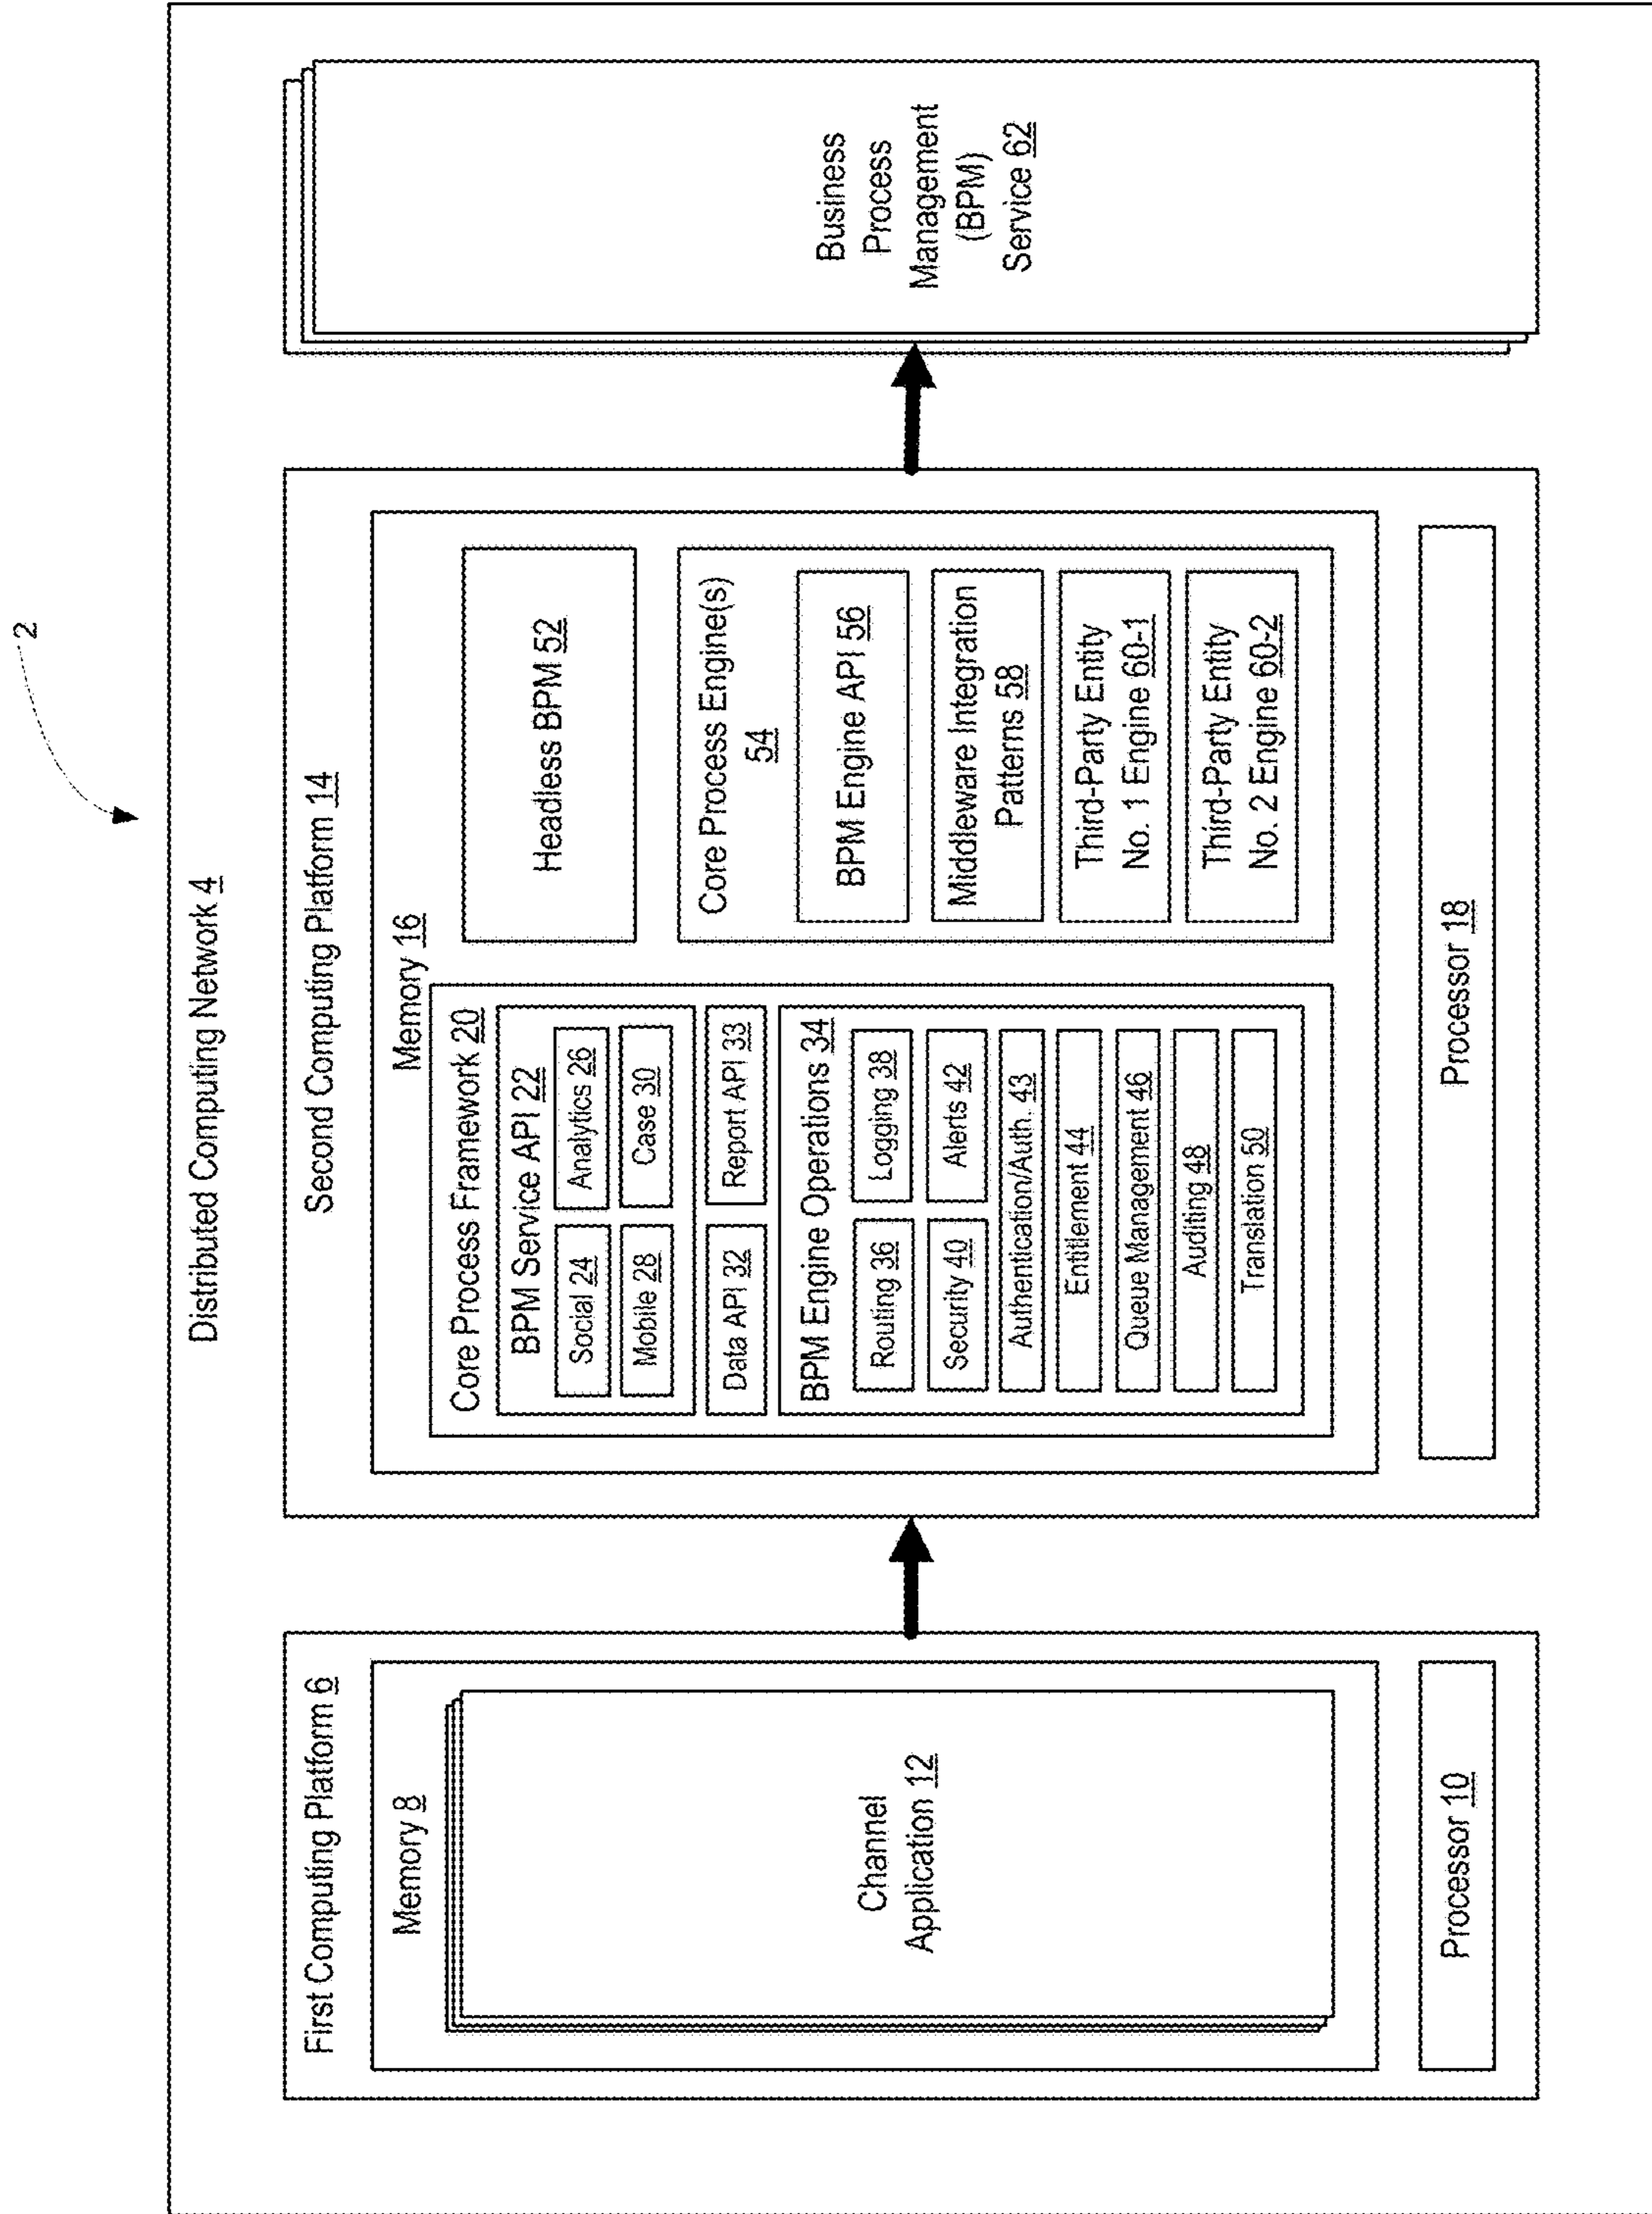 2
Distributed Computing Network 4
First Computing Platform 6
Memory 8
Channel
Application 12
Processor 10
Second Computing Platform 14
Memory 16
Core Process Framework 20
BPM Service API 22
Social 24
Analytics 26
Mobile 28
Case 30
Data API 32
Report API 33
BPM Engine Operations 34
Routing 36
Logging 38
Security 40
Alerts 42
Authentication/Auth. 43
Entitlement 44
Queue Management 46
Auditing 48
Translation 50
Headless BPM 52
Core Process Engine(s)
54
BPM Engine API 56
Middleware Integration
Patterns 58
Third-Party Entity
No. 1 Engine 60-1
Third-Party Entity
No. 2 Engine 60-2
Processor 18
Business
Process
Management
(BPM)
Service 62